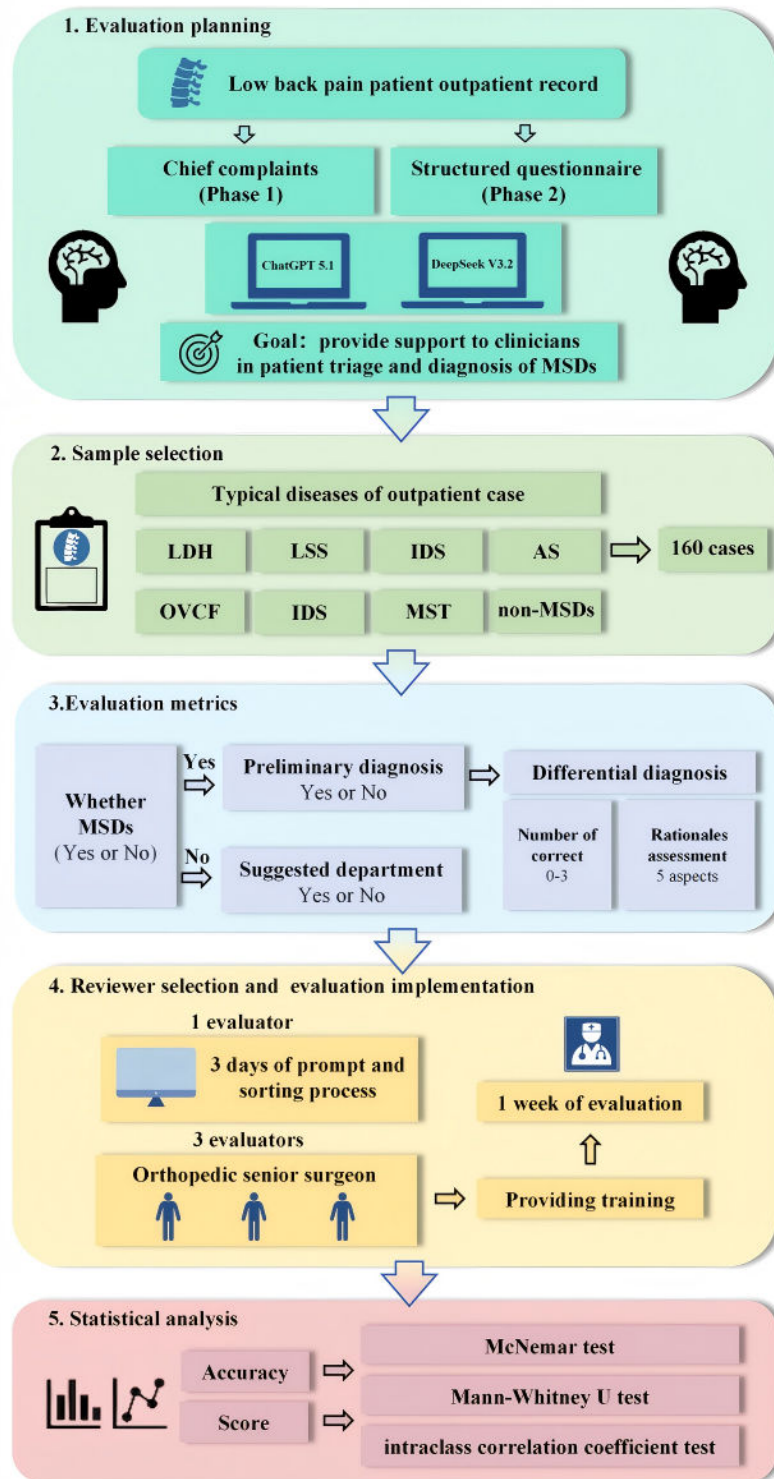 1. Evaluation planning
Low back pain patient outpatient record
Chief complaints
(Phase 1)
Structured questionnaire
(Phase 2)
ChatGPT 5.1
DeepSeek V3.2
Goal: provide support to clinicians
in patient triage and diagnosis of MSDs
2. Sample selection
Typical diseases of outpatient case
LDH
LSS
IDS
AS
160 cases
OVCF
IDS
MST
non-MSDs
3.Evaluation metrics
Whether
MSDs
(Yes or No)
Yes
Preliminary diagnosis
Yes or No
No
Suggested department
Yes or No
Differential diagnosis
Number of
correct
0-3
Rationales
assessment
5 aspects
4. Reviewer selection and evaluation implementation
1 evaluator
3 days of prompt and
sorting process
3 evaluators
Orthopedic senior surgeon
Providing training
1 week of evaluation
5. Statistical analysis
Accuracy
Score
McNemar test
Mann-Whitney U test
intraclass correlation coefficient test